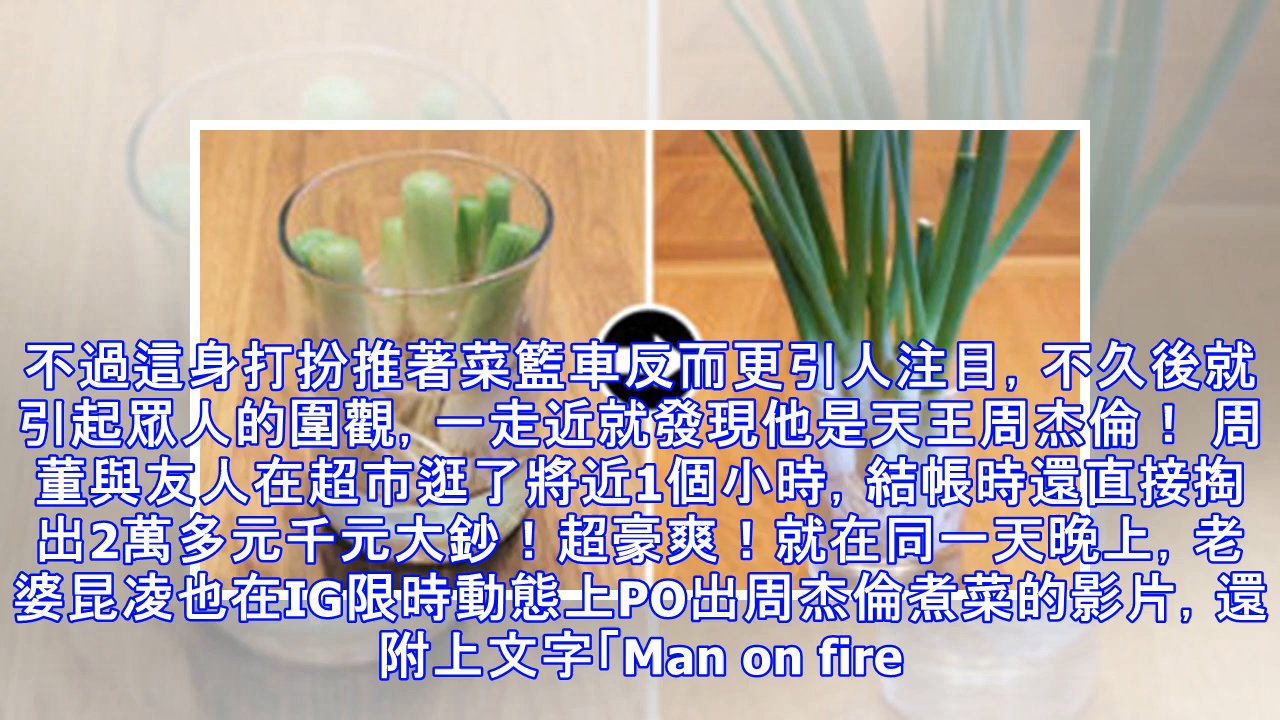 不過這身打扮推著菜籃車反而更引人注目, 不久後就
引起眾人的圍觀, 一走近就發現他是天王周杰倫！ 周
董與友人在超市逛了將近1個小時, 結帳時還直接掏
出2萬多元千元大鈔！超豪爽！就在同一天晚上, 老
婆昆凌也在IG限時動態上PO出周杰倫煮菜的影片, 還
附上文字「Man on fire